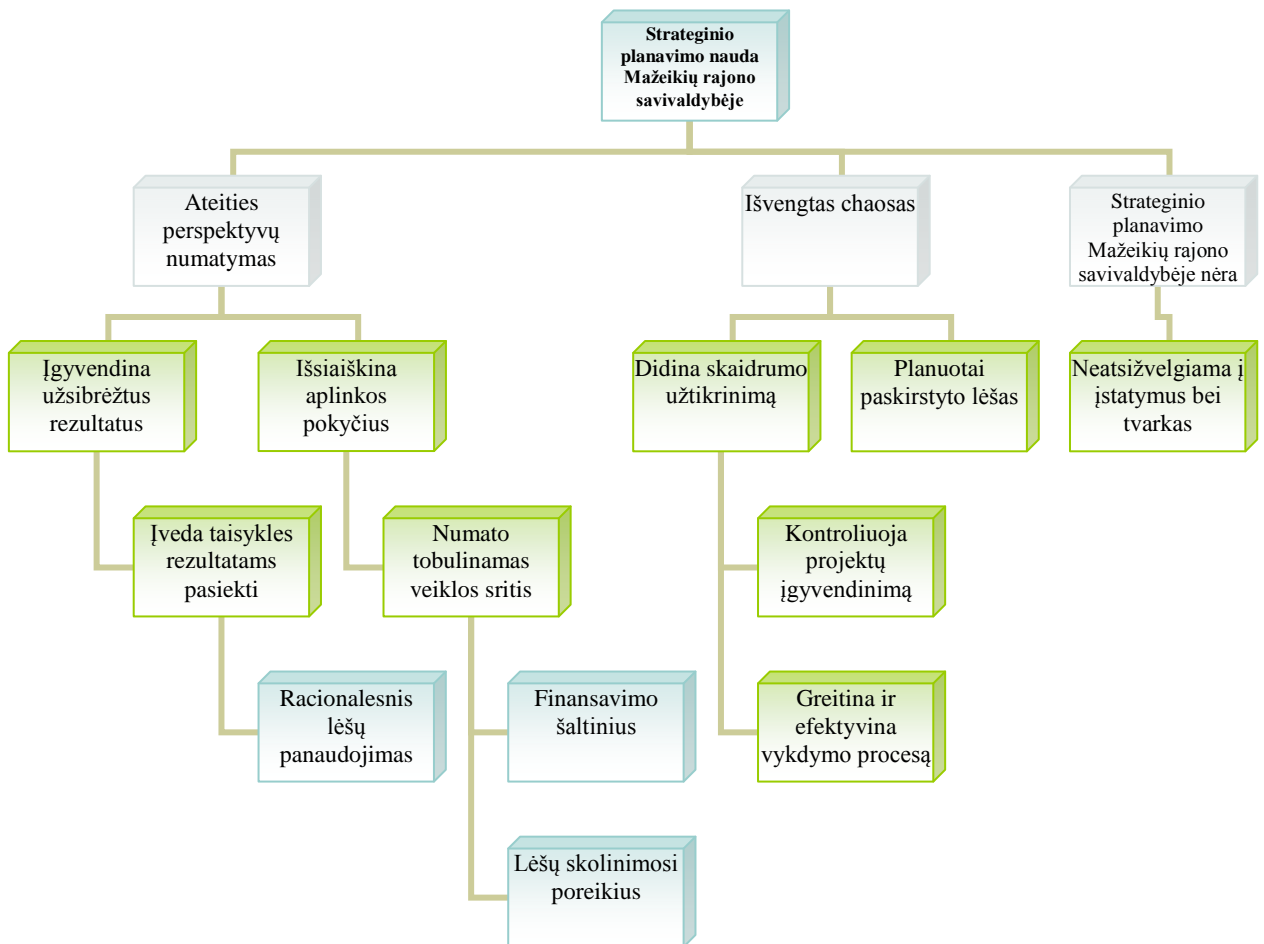 Strateginio
planavimo nauda
Mažeikių rajono
savivaldybėje
Ateities
perspektyvų
numatymas
Išvengtas chaosas
Strateginio
planavimo
Mažeikių rajono
savivaldybėje nėra
Įgyvendina
užsibrėžtus
rezultatus
Išsiaiškina
aplinkos
pokyčius
Didina skaidrumo
užtikrinimą
Planuotai
paskirstyto lėšas
Neatsižvelgiama į
įstatymus bei
tvarkas
Įveda taisykles
rezultatams
pasiekti
Numato
tobulinamas
veiklos sritis
Kontroliuoja
projektų
įgyvendinimą
Racionalesnis
lėšų
panaudojimas
Finansavimo
šaltinius
Greitina ir
efektyvina
vykdymo procesą
Lėšų skolinimosi
poreikius